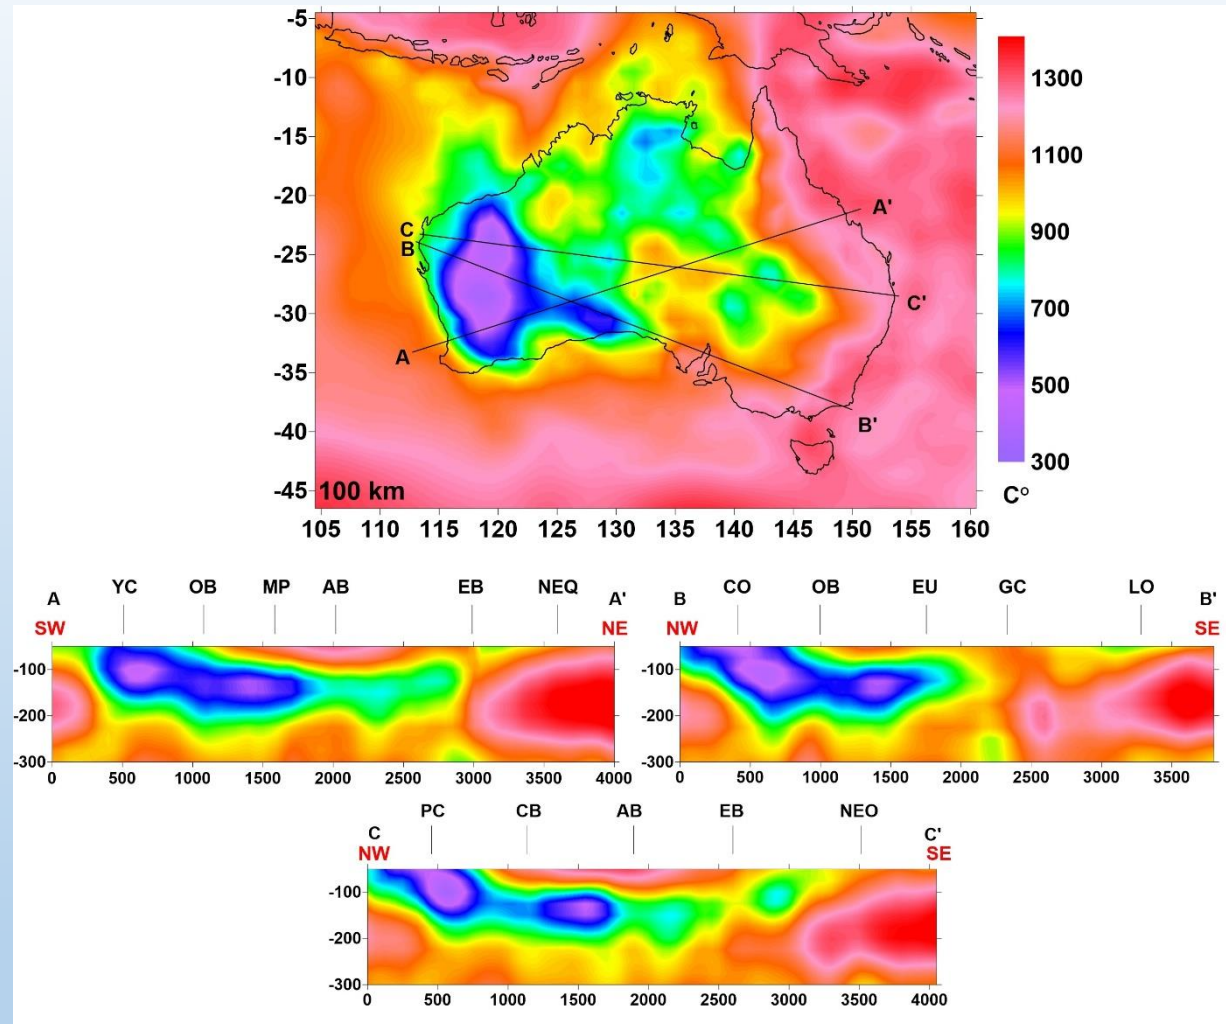 -5
-10
-15
-20
-25
-30
-35
-40
-45
C
B
A
A'
C'
B'
100 km
105 110 115 120 125 130 135 140 145 150 155 160
1300
1100
900
700
500
300
C°
A YC OB MP AB EB NEQ A'
SW NE
-100
-200
-300
0 500 1000 1500 2000 2500 3000 3500 4000
B CO OB EU GC LO B'
NW SE
-100
-200
-300
0 500 1000 1500 2000 2500 3000 3500
C PC CB AB EB NEO C'
NW SE
-100
-200
-300
0 500 1000 1500 2000 2500 3000 3500 4000